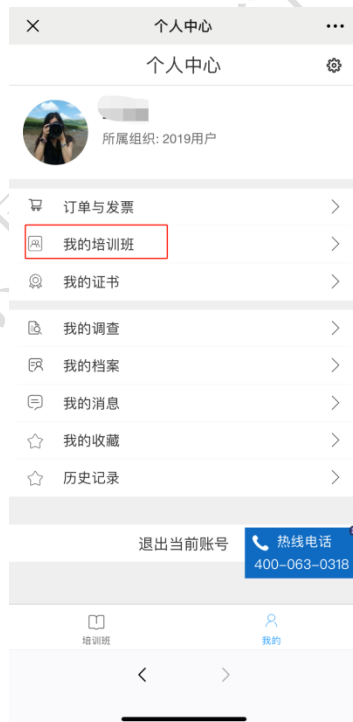 个人中心
个人中心
所属组织: 2019用户
订单与发票
我的培训班
我的证书
我的调查
我的档案
我的消息
我的收藏
历史记录
退出当前账号
热线电话
400-063-0318
培训班
我的